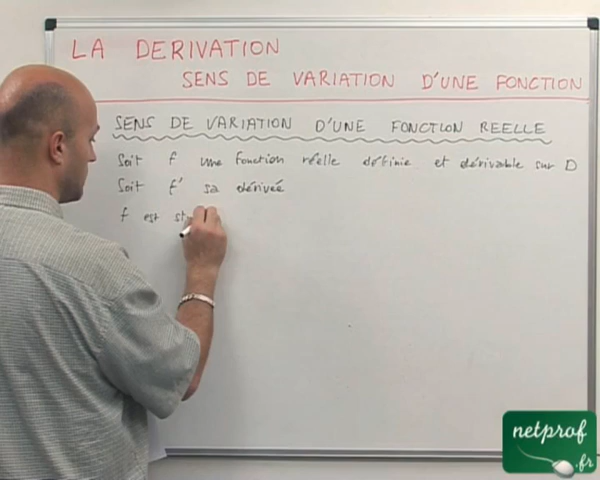 LA DERIVATION
SENS DE VARIATION D'UNE FONCTION
SENS DE VARIATION D'UNE FONCTION REELLE
Soit f une fonction réelle définie et dérivable sur D
Soit f' sa dérivée
f est st
netprof
.fr